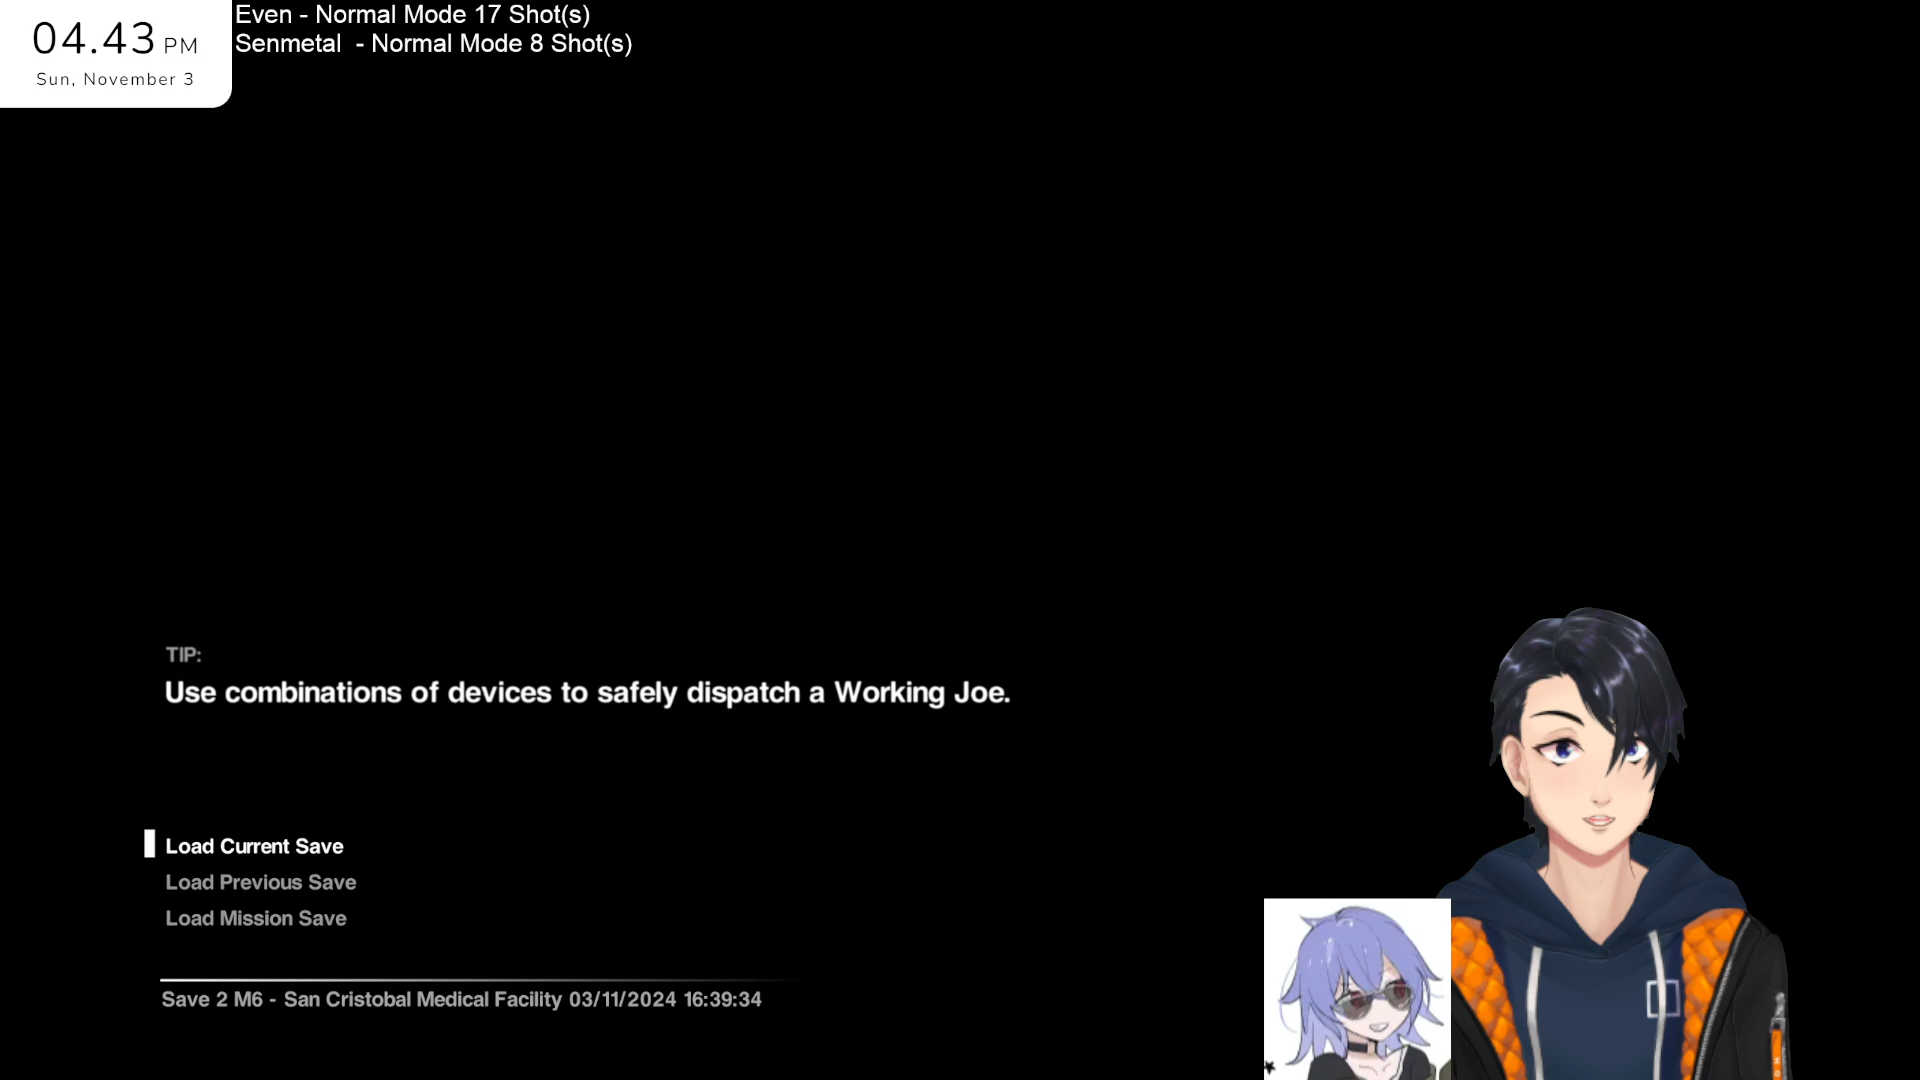 04.43 PM
Sun, November 3
Even - Normal Mode 17 Shot(s)
Senmetal  - Normal Mode 8 Shot(s)
TIP:
Use combinations of devices to safely dispatch a Working Joe.
Load Current Save
Load Previous Save
Load Mission Save
Save 2 M6 - San Cristobal Medical Facility 03/11/2024 16:39:34